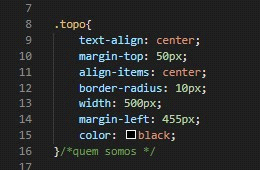 7
8 .topo{
9 text-align: center;
10 margin-top: 50px;
11 align-items: center;
12 border-radius: 10px;
13 width: 500px;
14 margin-left: 455px;
15 color: black;
16 }/*quem somos */
17